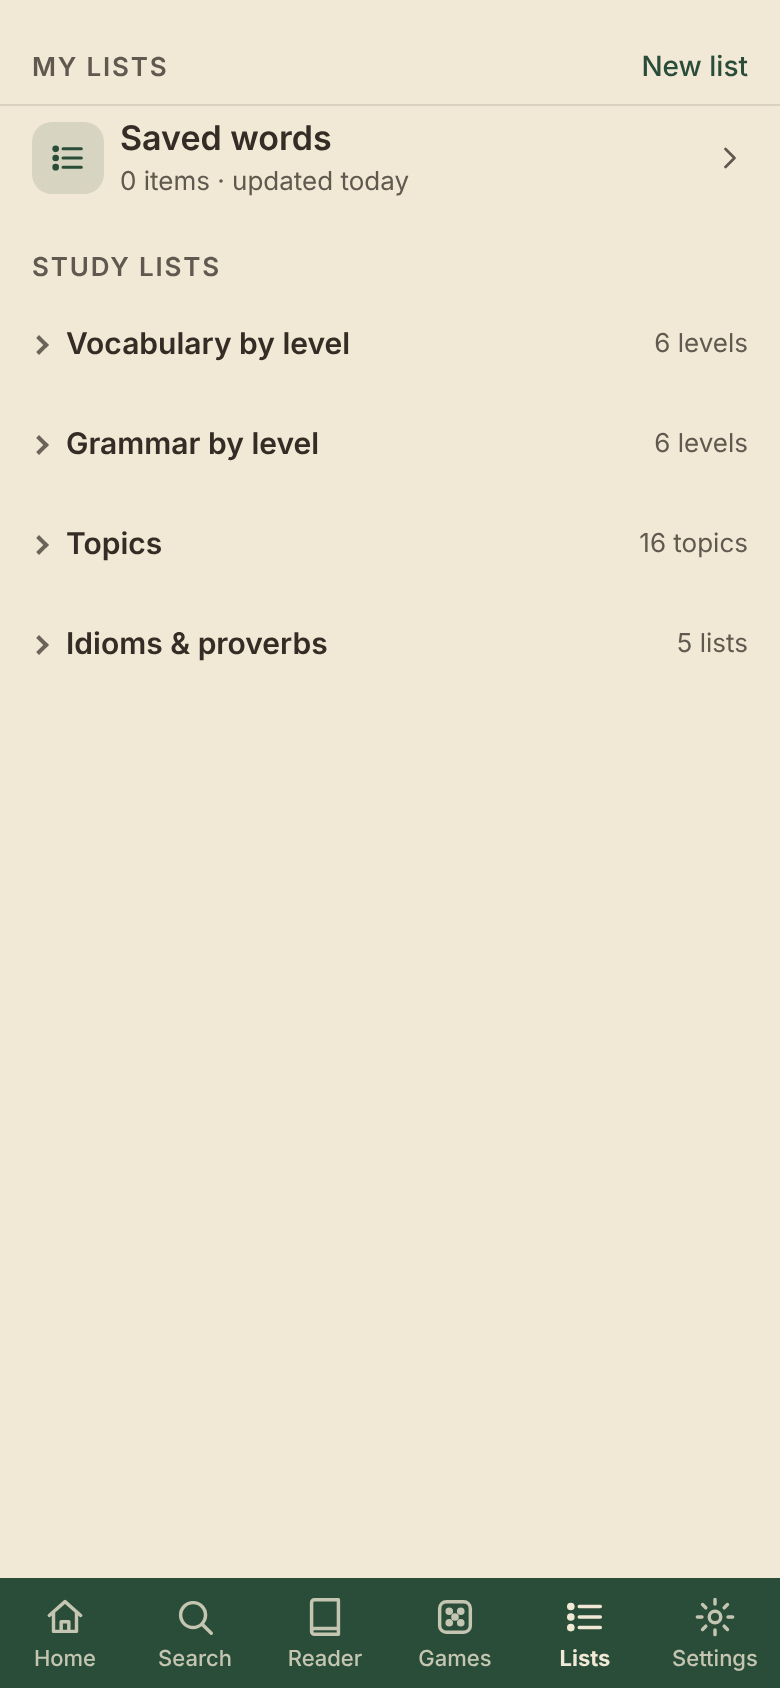 MY LISTS
New list
Saved words
0 items · updated today
STUDY LISTS
Vocabulary by level
6 levels
Grammar by level
6 levels
Topics
16 topics
Idioms & proverbs
5 lists
Home
Search
Reader
Games
Lists
Settings